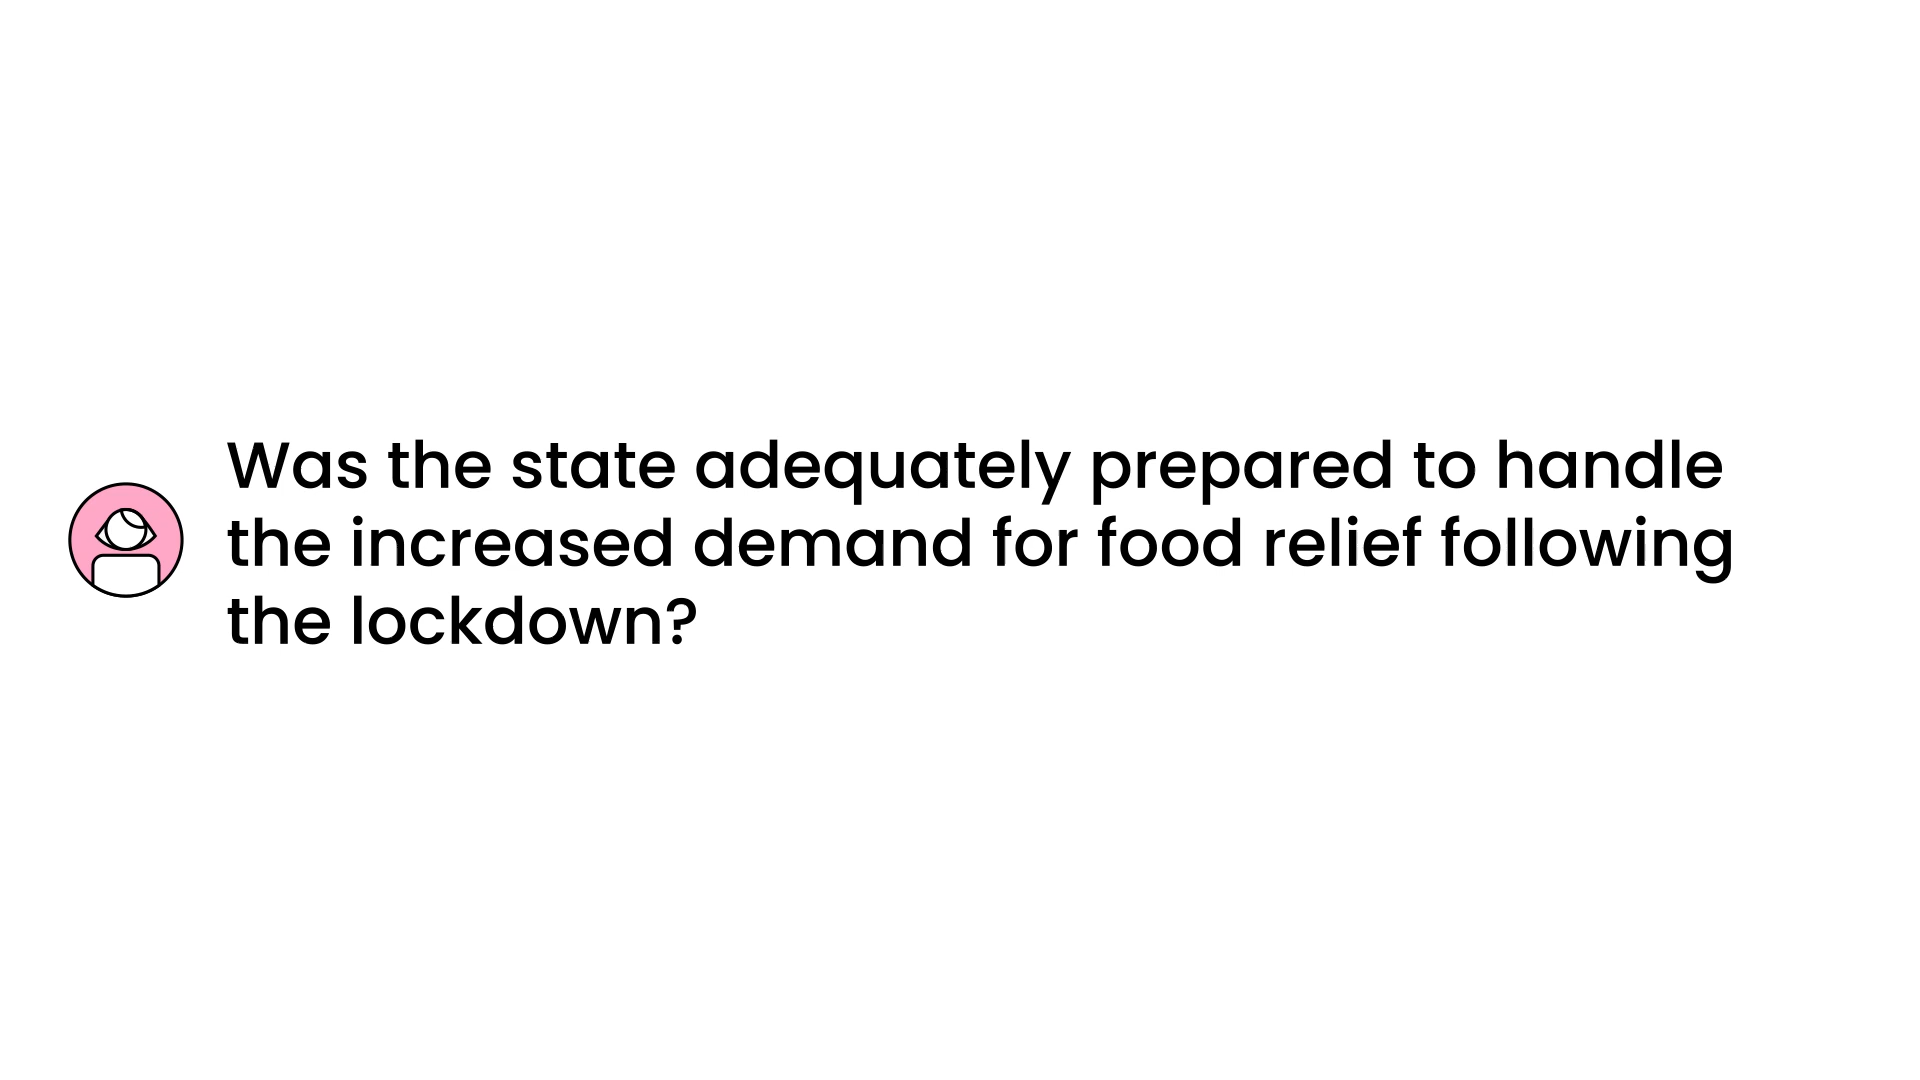 Was the state adequately prepared to handle
the increased demand for food relief following
the lockdown?